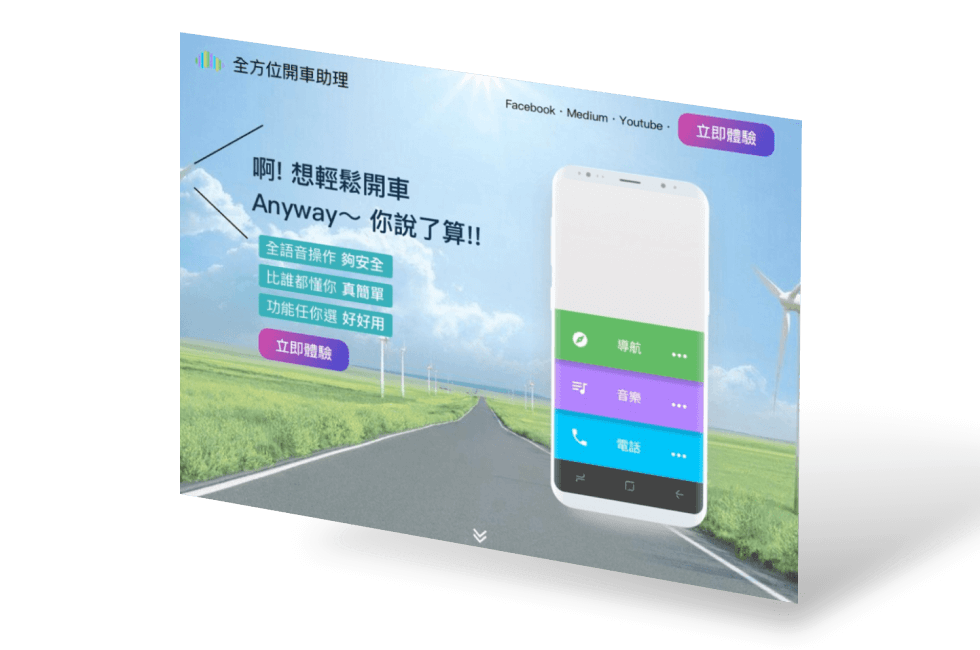 全方位開車助理
Facebook · Medium · Youtube ·
立即體驗
啊! 想輕鬆開車
Anyway～ 你說了算!!
全語音操作 夠安全
比誰都懂你 真簡單
功能任你選 好好用
立即體驗
導航
音樂
電話